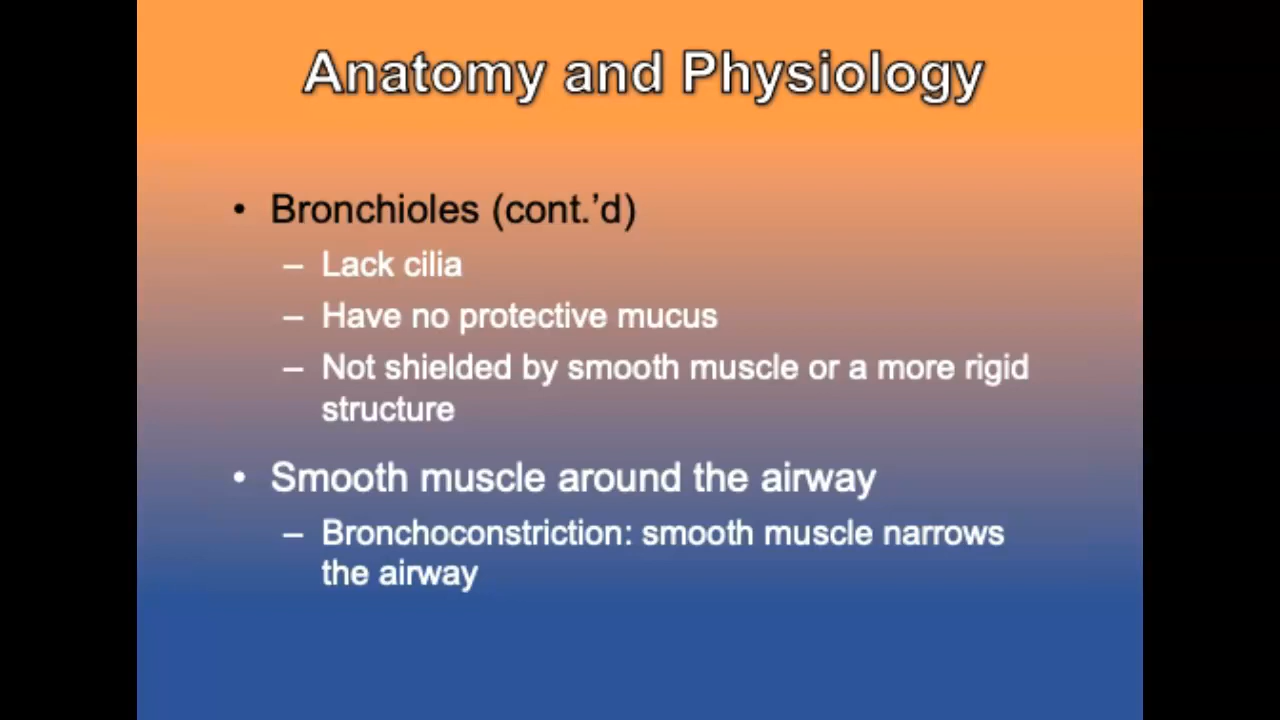 Anatomy and Physiology
• Bronchioles (cont.’d)
– Lack cilia
– Have no protective mucus
– Not shielded by smooth muscle or a more rigid
structure
• Smooth muscle around the airway
– Bronchoconstriction: smooth muscle narrows
the airway